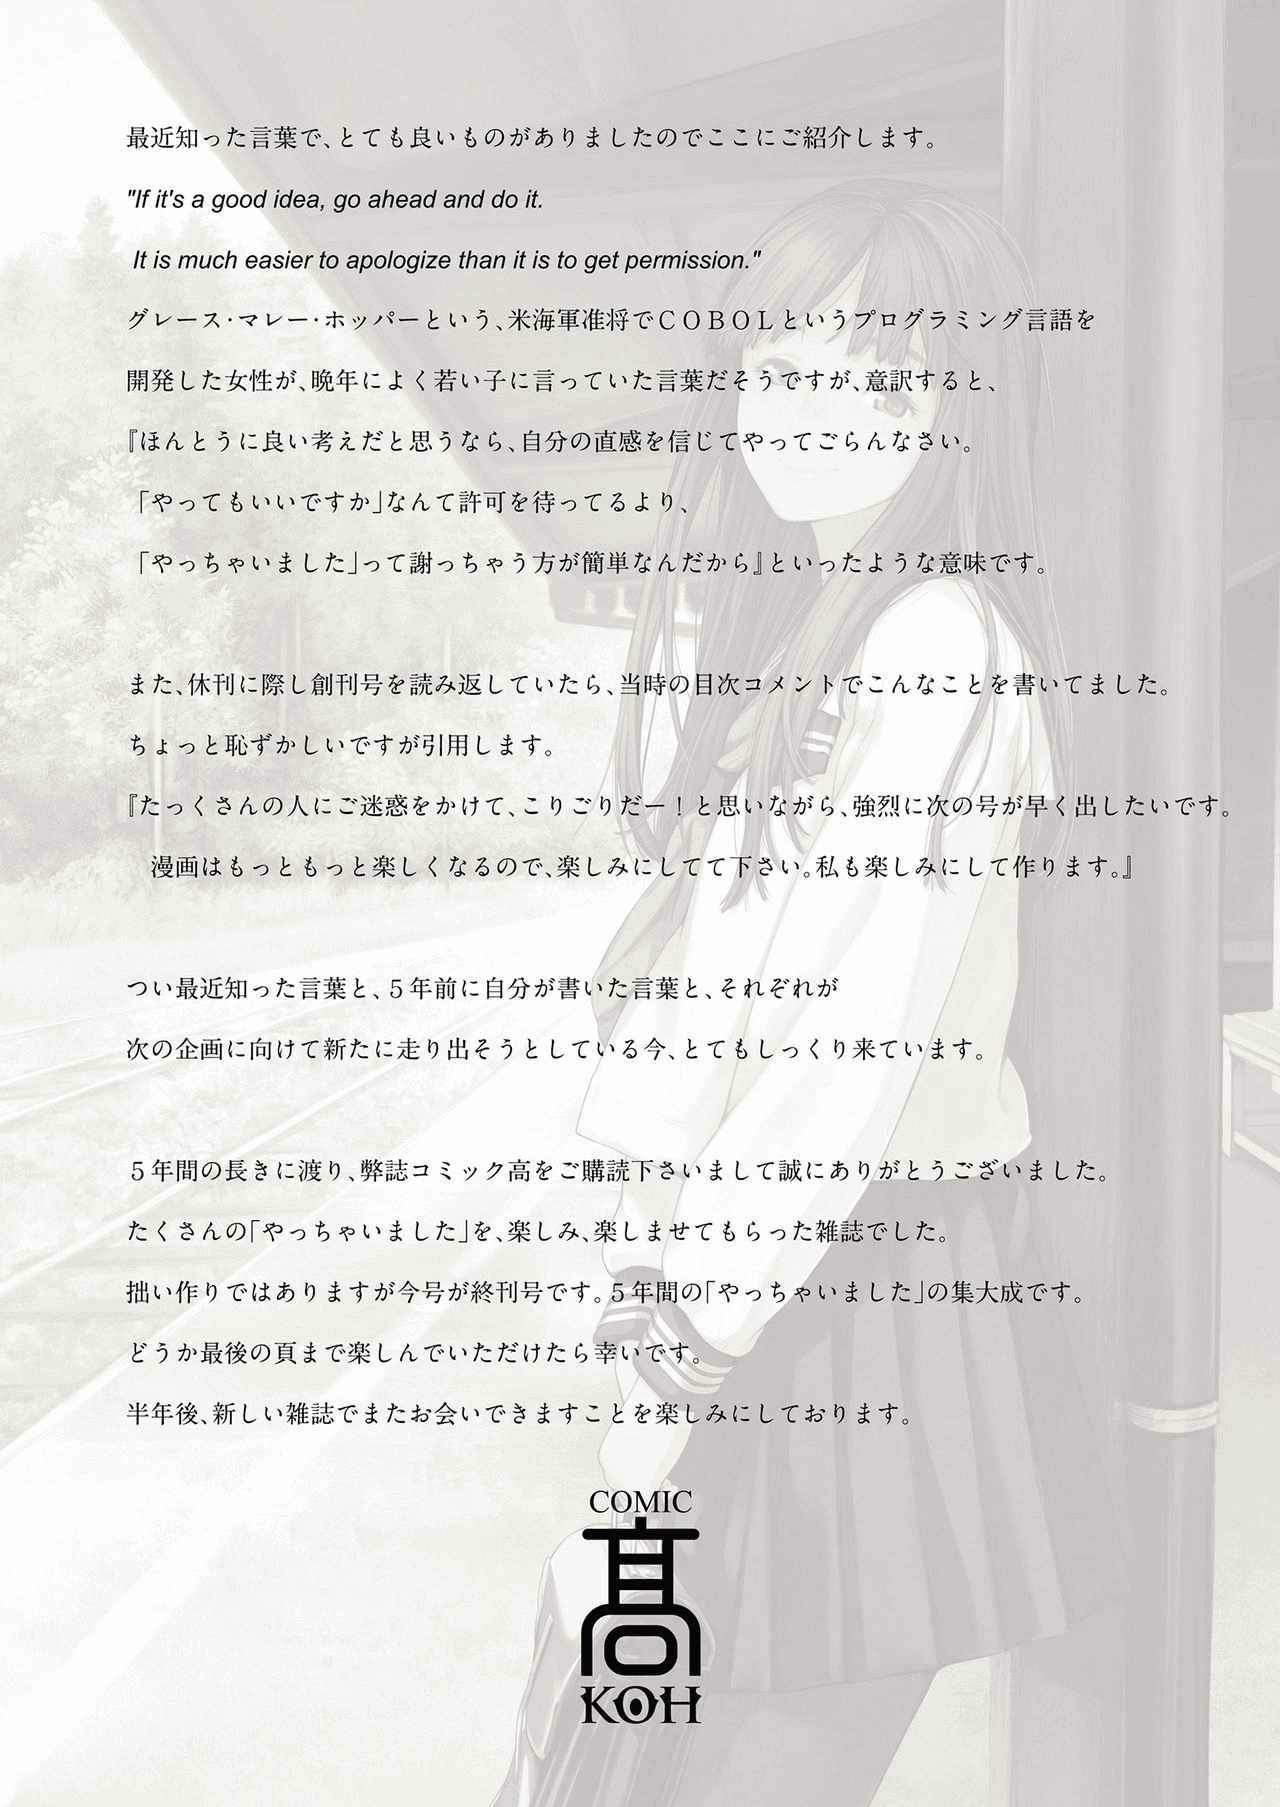 最近知った言葉で、とても良いものがありましたのでここにご紹介します。
"If it's a good idea, go ahead and do it.
It is much easier to apologize than it is to get permission."
グレース・マレー・ホッパーという、米海軍准将でＣＯＢＯＬというプログラミング言語を
開発した女性が、晩年によく若い子に言っていた言葉だそうですが、意訳すると、
『ほんとうに良い考えだと思うなら、自分の直感を信じてやってごらんなさい。
「やってもいいですか」なんて許可を待ってるより、
「やっちゃいました」って謝っちゃう方が簡単なんだから』といったような意味です。
また、休刊に際し創刊号を読み返していたら、当時の目次コメントでこんなことを書いてました。
ちょっと恥ずかしいですが引用します。
『たっくさんの人にご迷惑をかけて、こりごりだー！と思いながら、強烈に次の号が早く出したいです。
漫画はもっともっと楽しくなるので、楽しみにしてて下さい。私も楽しみにして作ります。』
つい最近知った言葉と、５年前に自分が書いた言葉と、それぞれが
次の企画に向けて新たに走り出そうとしている今、とてもしっくり来ています。
５年間の長きに渡り、弊誌コミック高をご購読下さいまして誠にありがとうございました。
たくさんの「やっちゃいました」を、楽しみ、楽しませてもらった雑誌でした。
拙い作りではありますが今号が終刊号です。５年間の「やっちゃいました」の集大成です。
どうか最後の頁まで楽しんでいただけたら幸いです。
半年後、新しい雑誌でまたお会いできますことを楽しみにしております。
COMIC
髙
KOH